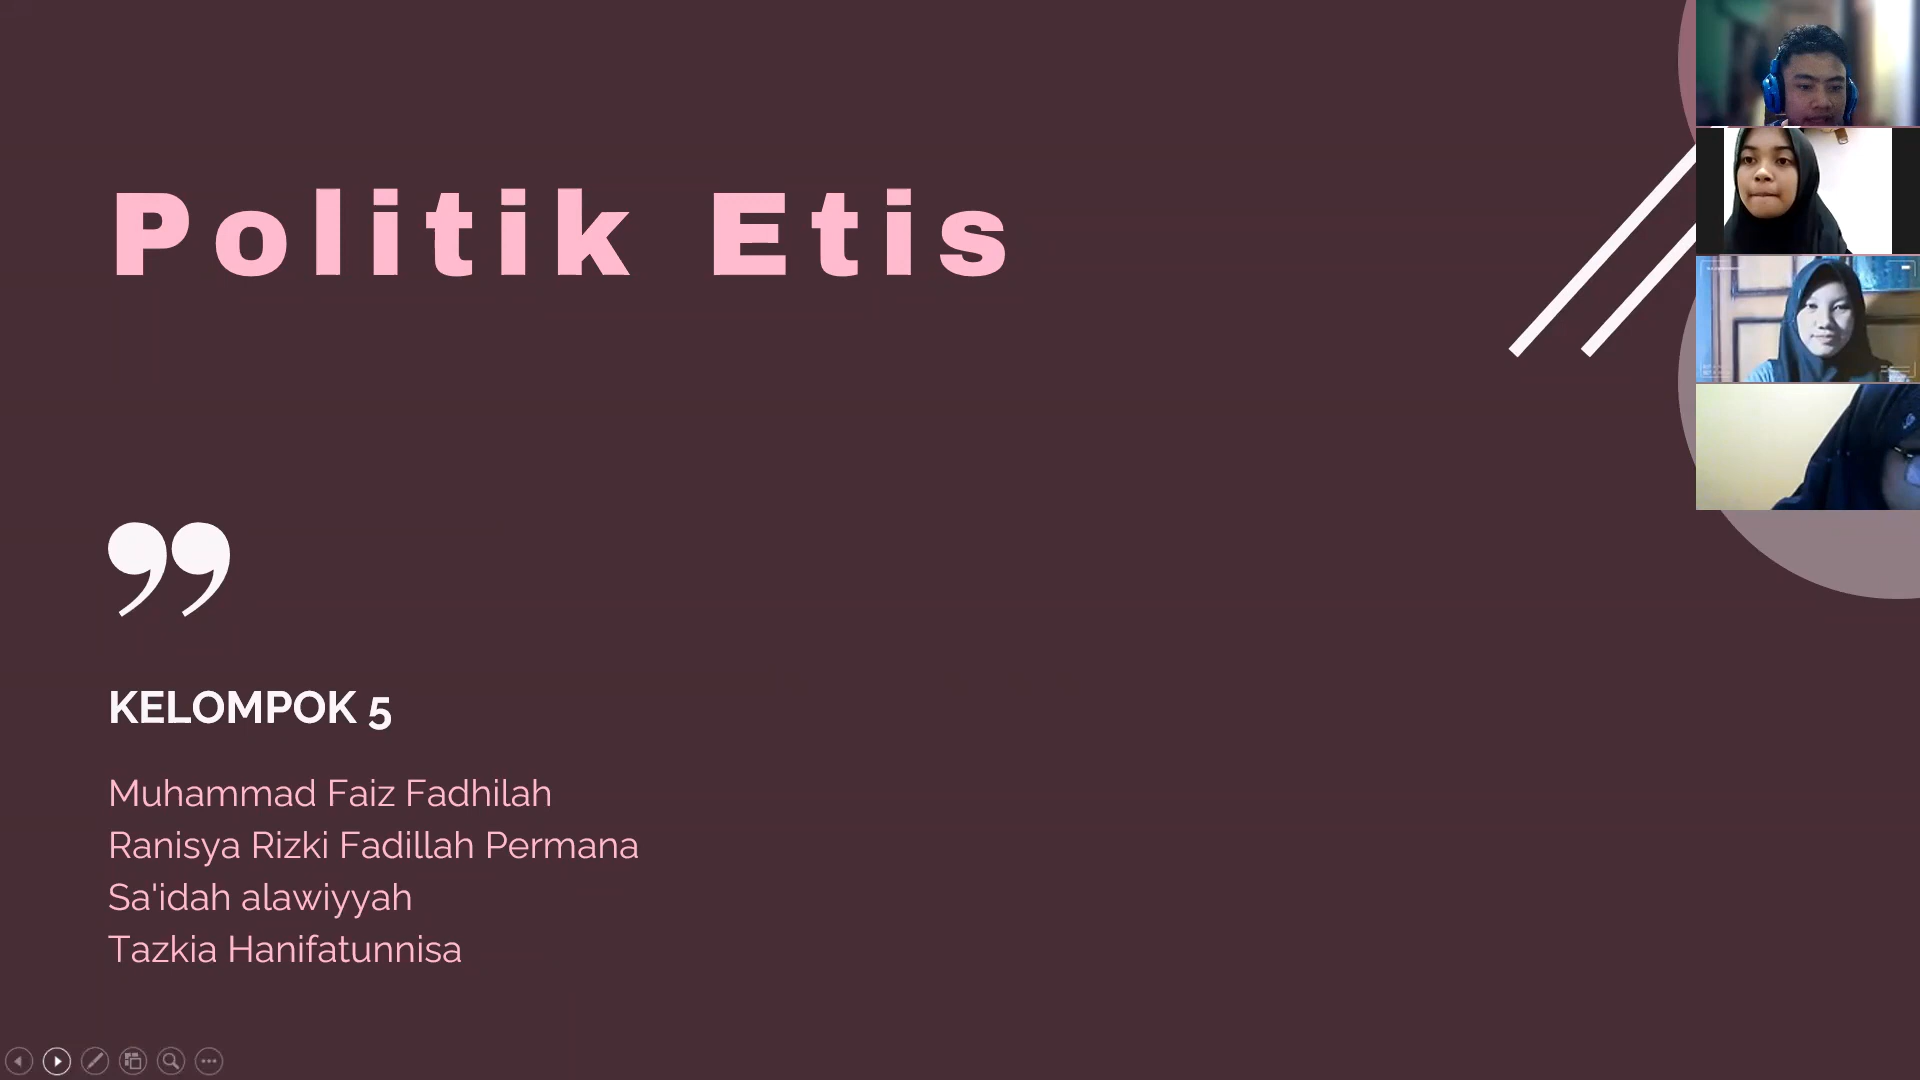 Politik Etis
”
KELOMPOK 5
Muhammad Faiz Fadhilah
Ranisya Rizki Fadillah Permana
Sa'idah alawiyyah
Tazkia Hanifatunnisa